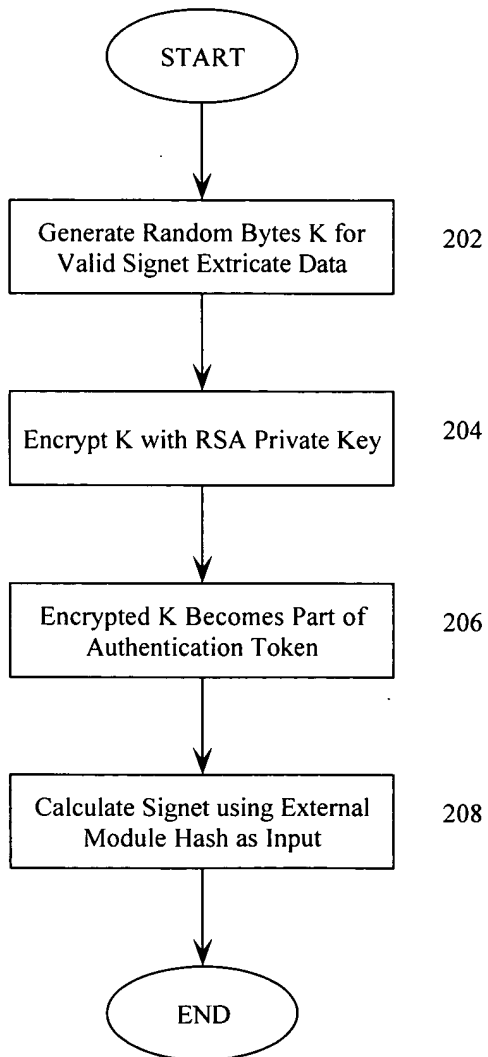 START
Generate Random Bytes K for
Valid Signet Extricate Data
202
Encrypt K with RSA Private Key
204
Encrypted K Becomes Part of
Authentication Token
206
Calculate Signet using External
Module Hash as Input
208
END